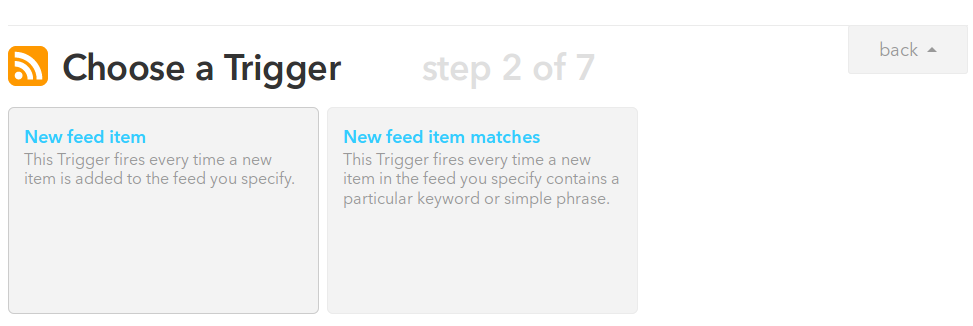 back
Choose a Trigger step 2 of 7
New feed item
This Trigger fires every time a new
item is added to the feed you specify.
New feed item matches
This Trigger fires every time a new
item in the feed you specify contains a
particular keyword or simple phrase.